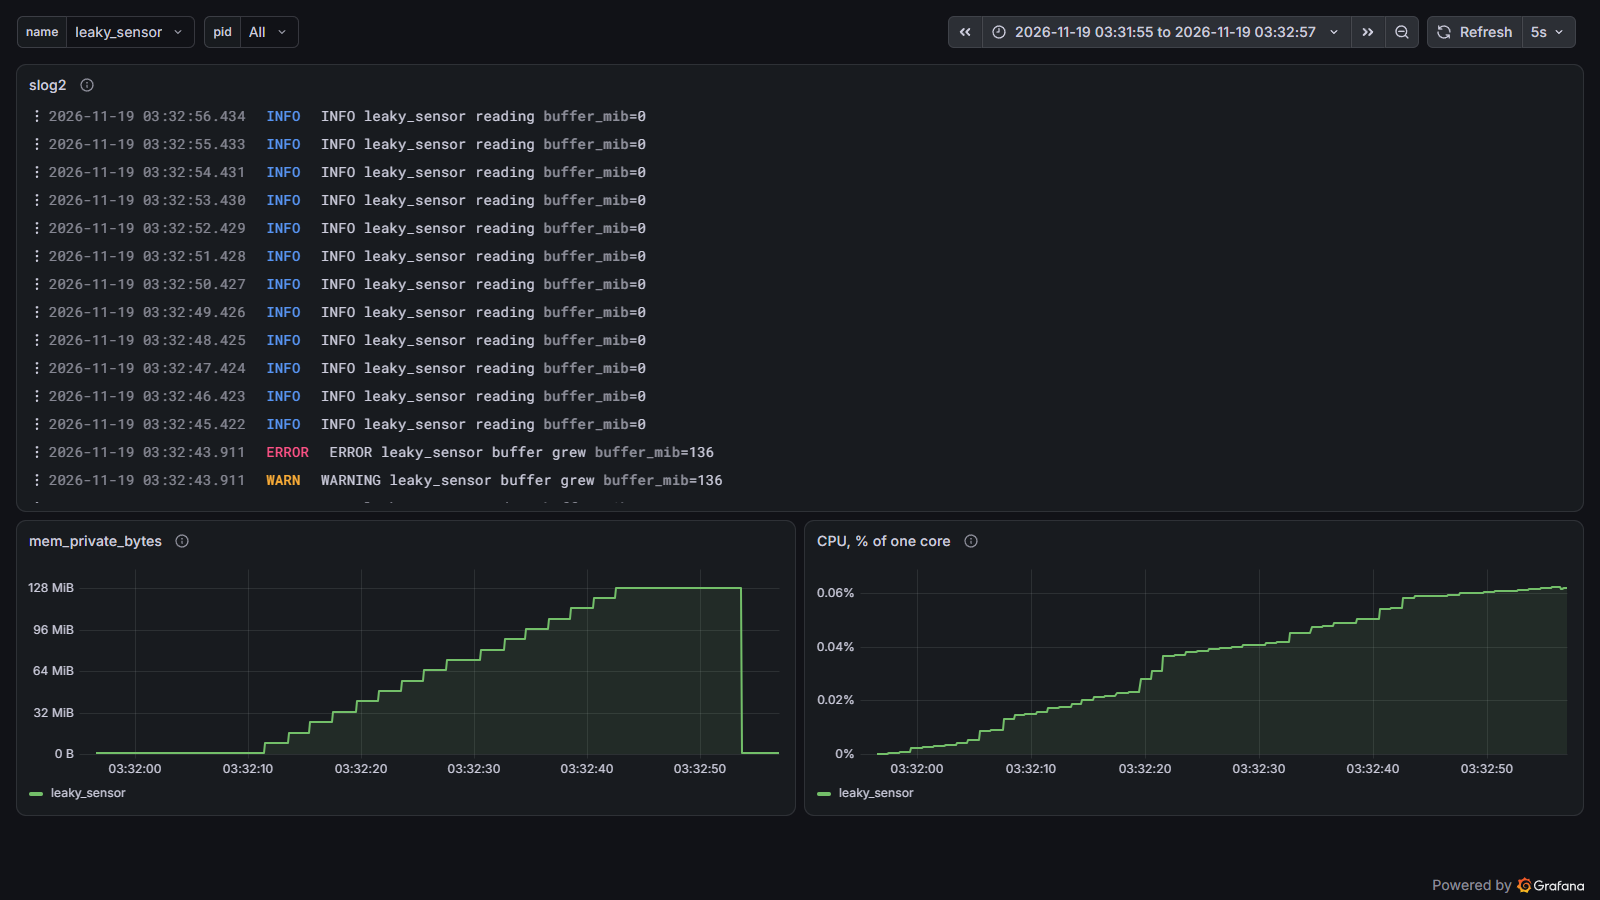 name leaky_sensor pid All 2026-11-19 03:31:55 to 2026-11-19 03:32:57 Refresh 5s
slog2
2026-11-19 03:32:56.434 INFO INFO leaky_sensor reading buffer_mib=0
2026-11-19 03:32:55.433 INFO INFO leaky_sensor reading buffer_mib=0
2026-11-19 03:32:54.431 INFO INFO leaky_sensor reading buffer_mib=0
2026-11-19 03:32:53.430 INFO INFO leaky_sensor reading buffer_mib=0
2026-11-19 03:32:52.429 INFO INFO leaky_sensor reading buffer_mib=0
2026-11-19 03:32:51.428 INFO INFO leaky_sensor reading buffer_mib=0
2026-11-19 03:32:50.427 INFO INFO leaky_sensor reading buffer_mib=0
2026-11-19 03:32:49.426 INFO INFO leaky_sensor reading buffer_mib=0
2026-11-19 03:32:48.425 INFO INFO leaky_sensor reading buffer_mib=0
2026-11-19 03:32:47.424 INFO INFO leaky_sensor reading buffer_mib=0
2026-11-19 03:32:46.423 INFO INFO leaky_sensor reading buffer_mib=0
2026-11-19 03:32:45.422 INFO INFO leaky_sensor reading buffer_mib=0
2026-11-19 03:32:43.911 ERROR ERROR leaky_sensor buffer grew buffer_mib=136
2026-11-19 03:32:43.911 WARN WARNING leaky_sensor buffer grew buffer_mib=136
mem_private_bytes
128 MiB
96 MiB
64 MiB
32 MiB
0 B
03:32:00 03:32:10 03:32:20 03:32:30 03:32:40 03:32:50
leaky_sensor
CPU, % of one core
0.06%
0.04%
0.02%
0%
03:32:00 03:32:10 03:32:20 03:32:30 03:32:40 03:32:50
leaky_sensor
Powered by Grafana